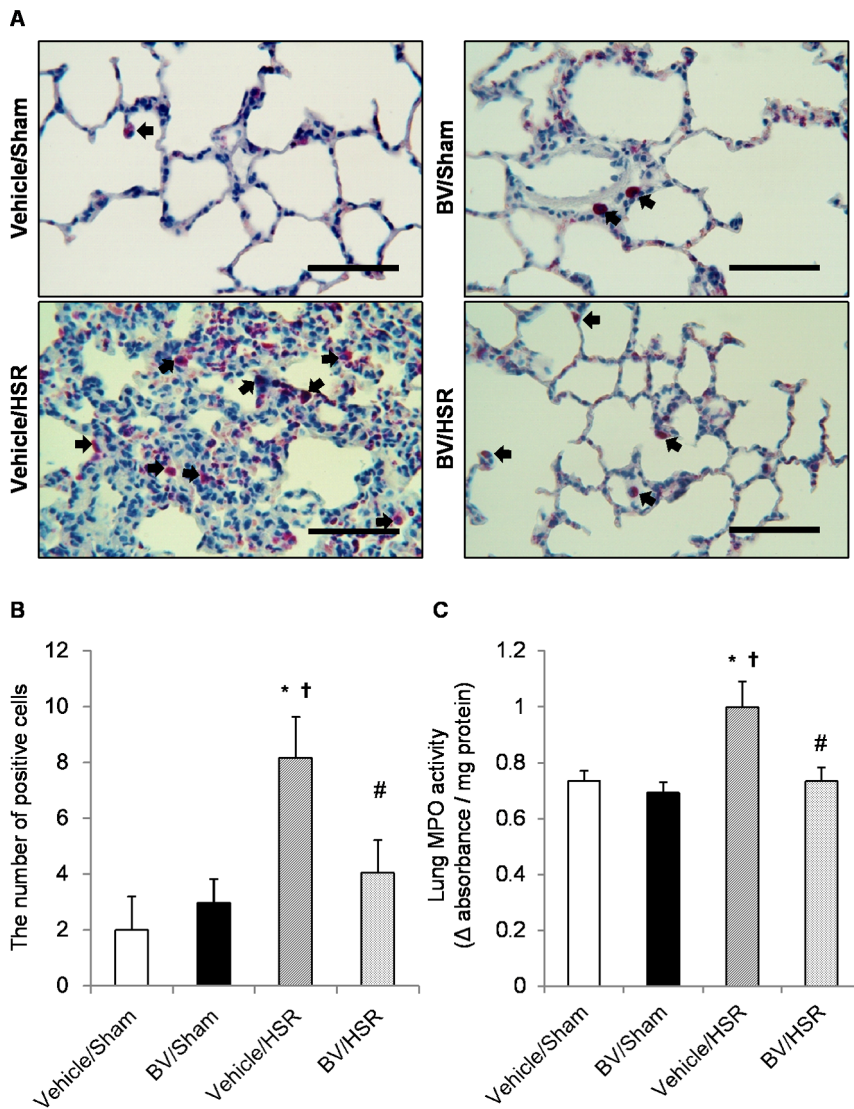 A
Vehicle/Sham
BV/Sham
Vehicle/HSR
BV/HSR
B
The number of positive cells
12
10
8
6
4
2
0
* †
#
Vehicle/Sham
BV/Sham
Vehicle/HSR
BV/HSR
C
Lung MPO activity
(Δ absorbance / mg protein)
1.2
1
0.8
0.6
0.4
0.2
0
* †
#
Vehicle/Sham
BV/Sham
Vehicle/HSR
BV/HSR